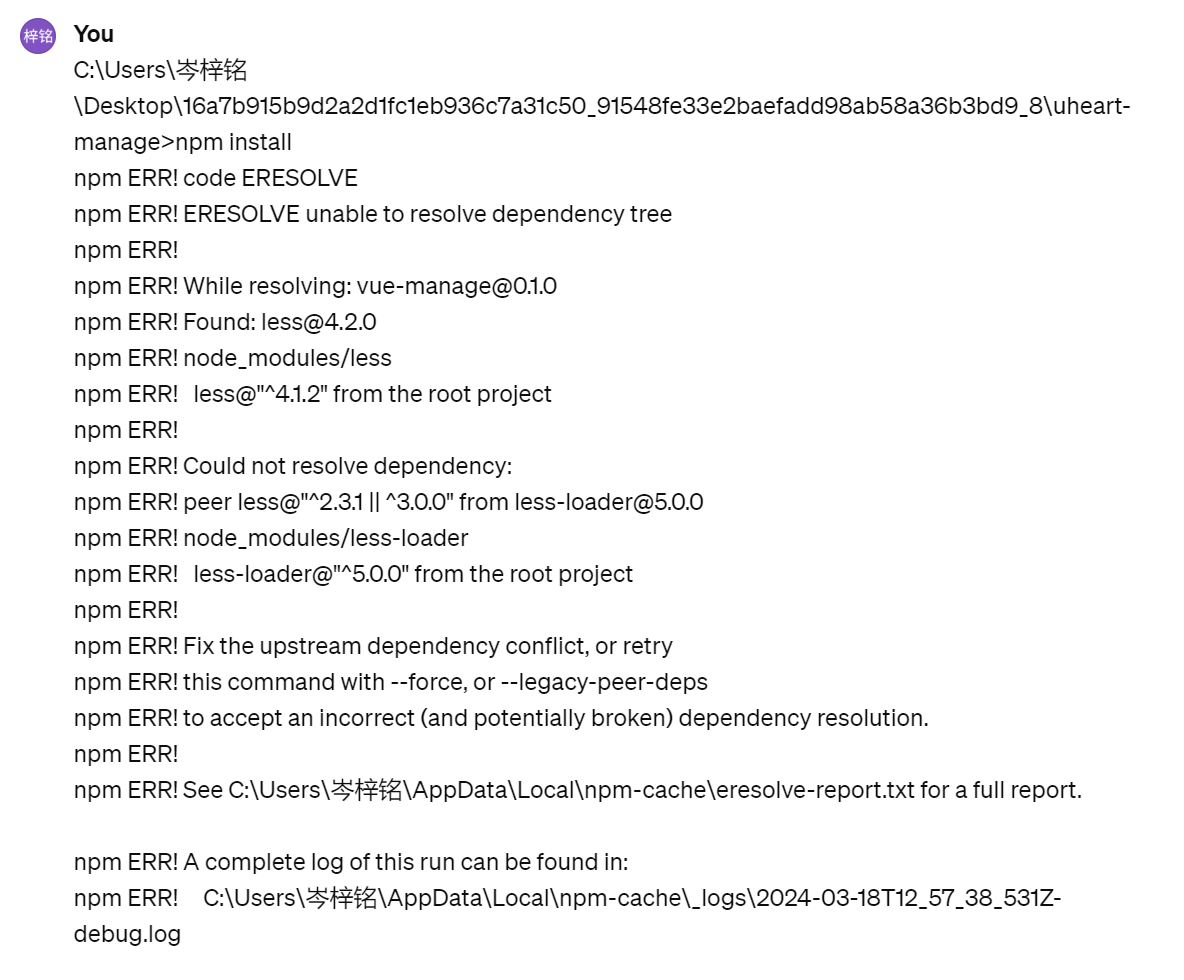 梓铭
You
C:\Users\岑梓铭
\Desktop\16a7b915b9d2a2d1fc1eb936c7a31c50_91548fe33e2baefadd98ab58a36b3bd9_8\uheart-
manage>npm install
npm ERR! code ERESOLVE
npm ERR! ERESOLVE unable to resolve dependency tree
npm ERR!
npm ERR! While resolving: vue-manage@0.1.0
npm ERR! Found: less@4.2.0
npm ERR! node_modules/less
npm ERR!   less@"^4.1.2" from the root project
npm ERR!
npm ERR! Could not resolve dependency:
npm ERR! peer less@"^2.3.1 || ^3.0.0" from less-loader@5.0.0
npm ERR! node_modules/less-loader
npm ERR!   less-loader@"^5.0.0" from the root project
npm ERR!
npm ERR! Fix the upstream dependency conflict, or retry
npm ERR! this command with --force, or --legacy-peer-deps
npm ERR! to accept an incorrect (and potentially broken) dependency resolution.
npm ERR!
npm ERR! See C:\Users\岑梓铭\AppData\Local\npm-cache\eresolve-report.txt for a full report.
npm ERR! A complete log of this run can be found in:
npm ERR!     C:\Users\岑梓铭\AppData\Local\npm-cache\_logs\2024-03-18T12_57_38_531Z-
debug.log